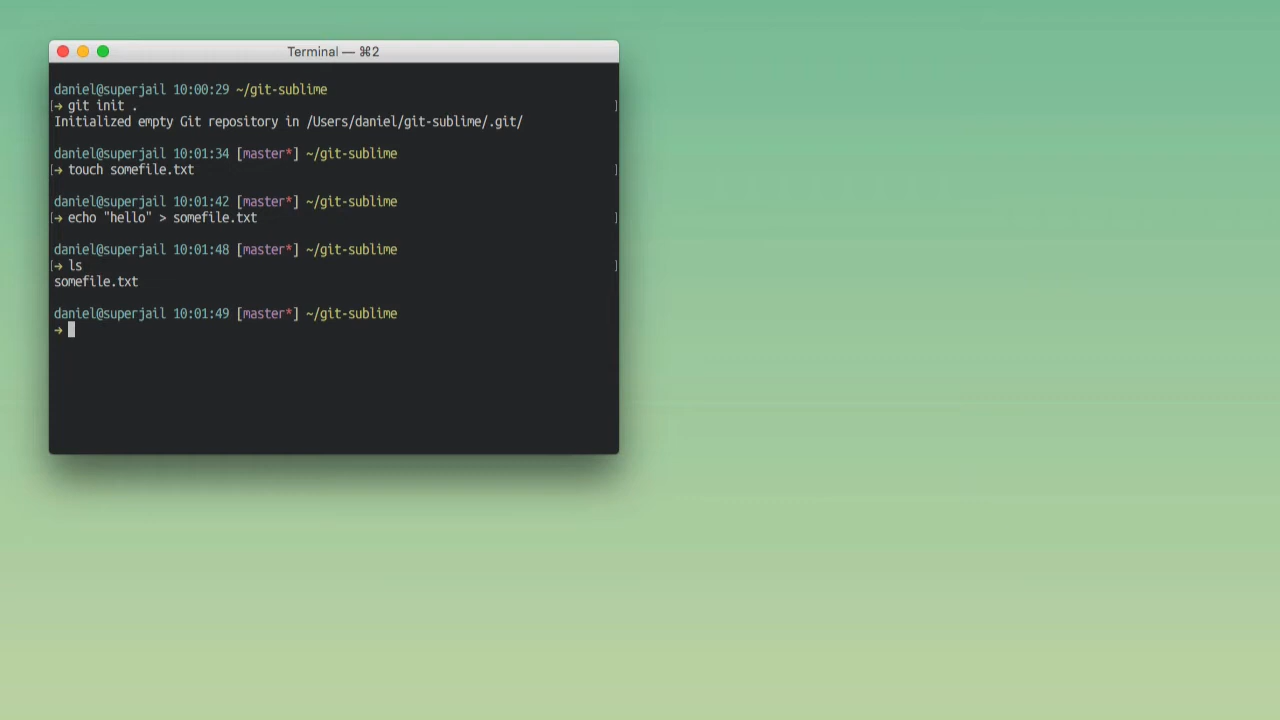 Terminal — ⌘2
daniel@superjail 10:00:29 ~/git-sublime
[→ git init . ]
Initialized empty Git repository in /Users/daniel/git-sublime/.git/
daniel@superjail 10:01:34 [master*] ~/git-sublime
[→ touch somefile.txt ]
daniel@superjail 10:01:42 [master*] ~/git-sublime
[→ echo "hello" > somefile.txt ]
daniel@superjail 10:01:48 [master*] ~/git-sublime
[→ ls ]
somefile.txt
daniel@superjail 10:01:49 [master*] ~/git-sublime
→